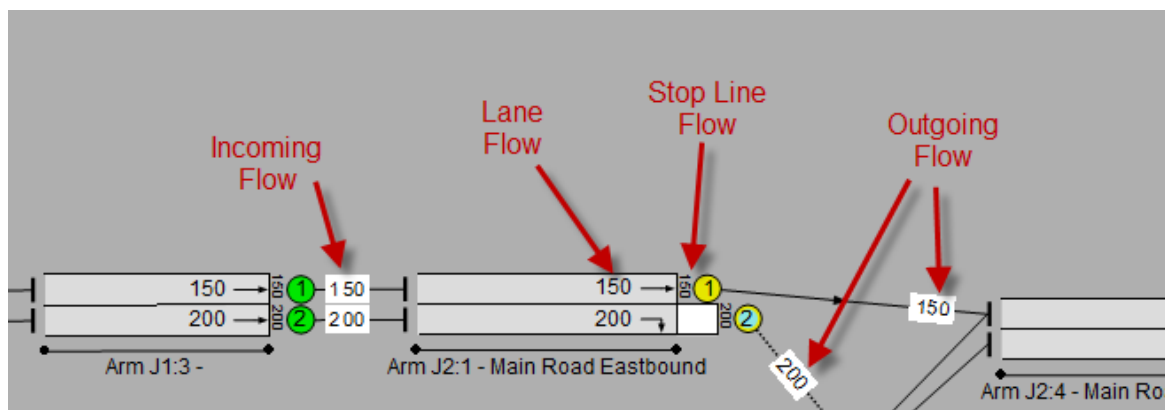 Incoming
Flow
Lane
Flow
Stop Line
Flow
Outgoing
Flow
150
150
1
150
150
150
1
150
200
200
2
200
200
200
2
200
Arm J1:3 -
Arm J2:1 - Main Road Eastbound
Arm J2:4 - Main Ro